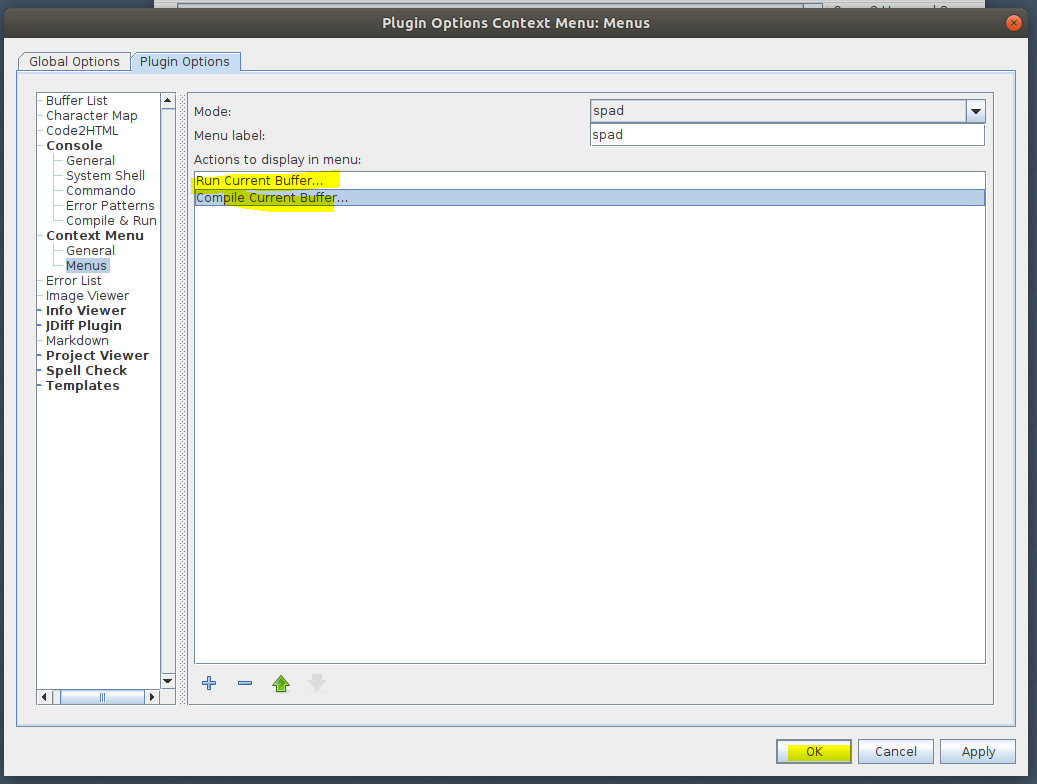 Plugin Options Context Menu: Menus
Global Options
Plugin Options
Buffer List
Character Map
Code2HTML
Console
General
System Shell
Commando
Error Patterns
Compile & Run
Context Menu
General
Menus
Error List
Image Viewer
Info Viewer
JDiff Plugin
Markdown
Project Viewer
Spell Check
Templates
Mode:
spad
Menu label:
spad
Actions to display in menu:
Run Current Buffer...
Compile Current Buffer...
OK
Cancel
Apply